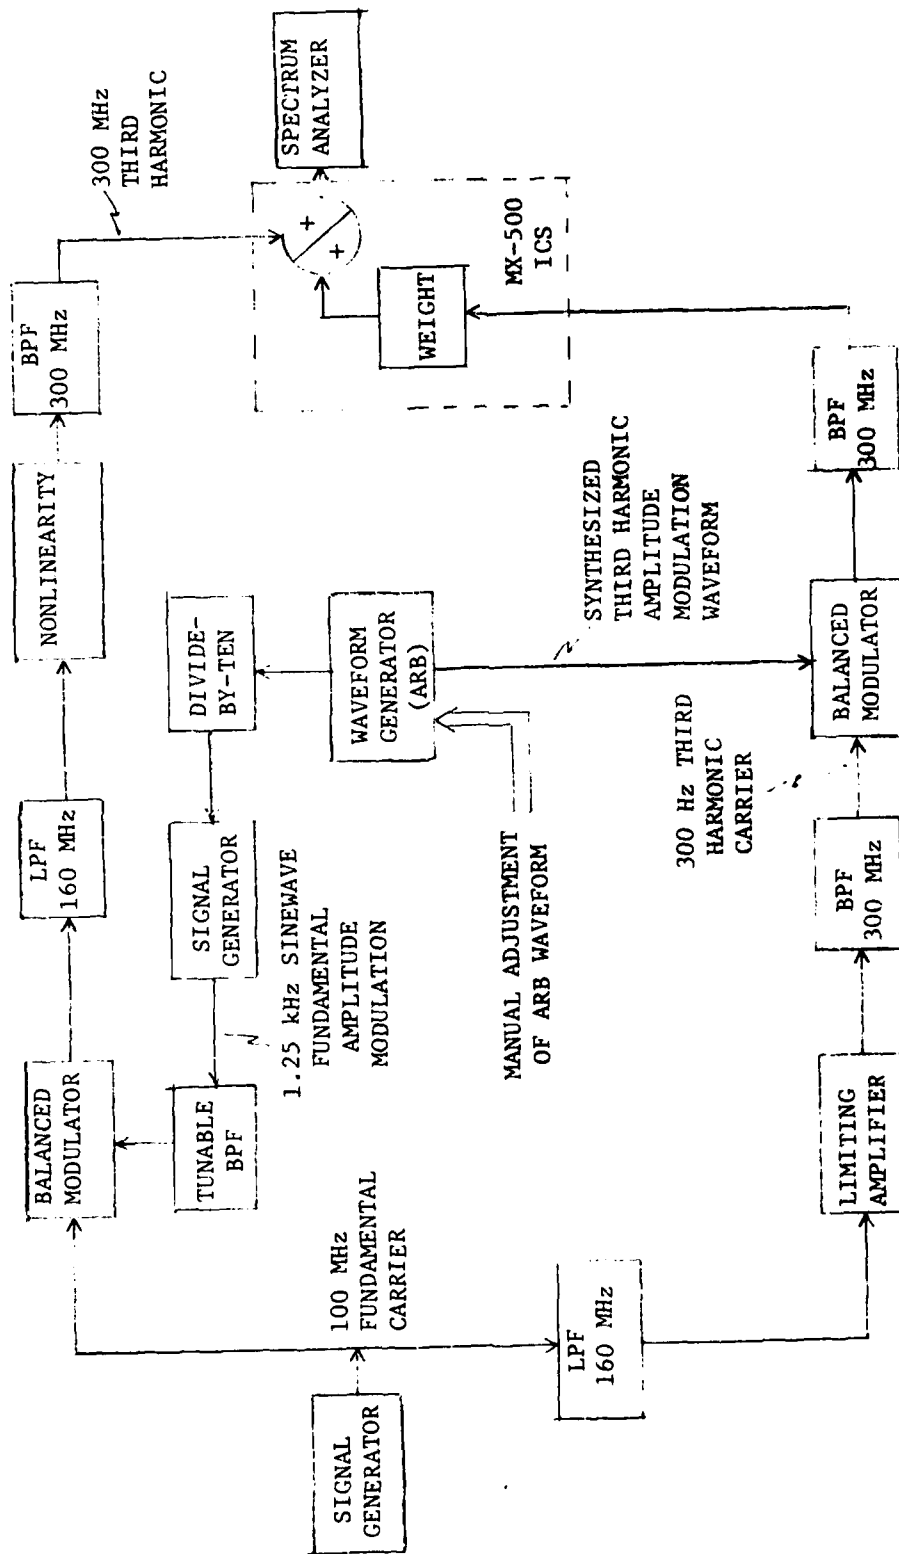 SIGNAL
GENERATOR
100 MHz
FUNDAMENTAL
CARRIER
BALANCED
MODULATOR
LPF
160 MHz
NONLINEARITY
BPF
300 MHz
300 MHz
THIRD
HARMONIC
TUNABLE
BPF
1.25 kHz SINEWAVE
FUNDAMENTAL
AMPLITUDE
MODULATION
SIGNAL
GENERATOR
DIVIDE-
BY-TEN
WAVEFORM
GENERATOR
(ARB)
MANUAL ADJUSTMENT
OF ARB WAVEFORM
SYNTHESIZED
THIRD HARMONIC
AMPLITUDE
MODULATION
WAVEFORM
+
+
WEIGHT
MX-500
ICS
SPECTRUM
ANALYZER
LPF
160 MHz
LIMITING
AMPLIFIER
BPF
300 MHz
300 Hz THIRD
HARMONIC
CARRIER
BALANCED
MODULATOR
BPF
300 MHz